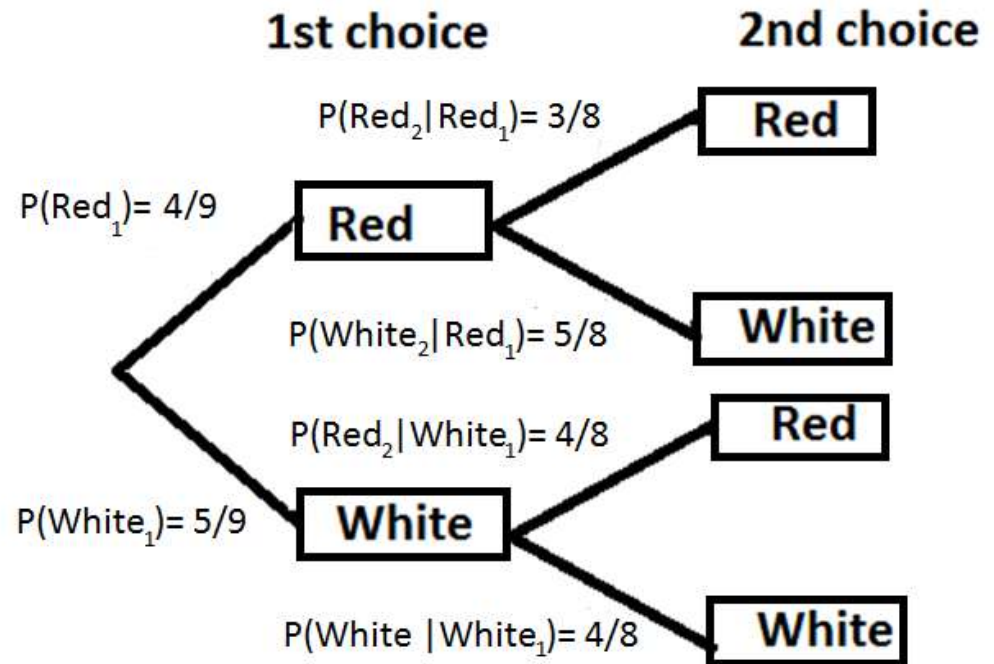 1st choice
2nd choice
P(Red₂|Red₁)= 3/8
Red
P(Red₁)= 4/9
Red
P(White₂|Red₁)= 5/8
White
P(Red₂|White₁)= 4/8
Red
P(White₁)= 5/9
White
P(White |White₁)= 4/8
White